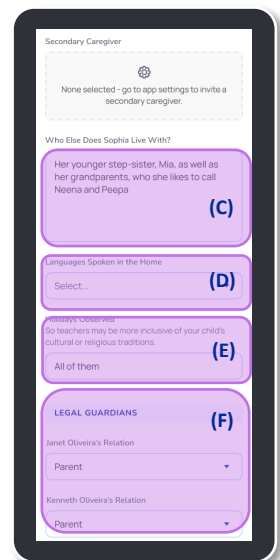 Secondary Caregiver
None selected - go to app settings to invite a
secondary caregiver.
Who Else Does Sophia Live With?
Her younger step-sister, Mia, as well as
her grandparents, who she likes to call
Neena and Peepa
(C)
Languages Spoken in the Home
Select...
(D)
Holidays Observed
So teachers may be more inclusive of your child's
cultural or religious traditions.
(E)
All of them
LEGAL GUARDIANS
(F)
Janet Oliveira's Relation
Parent
Kenneth Oliveira's Relation
Parent